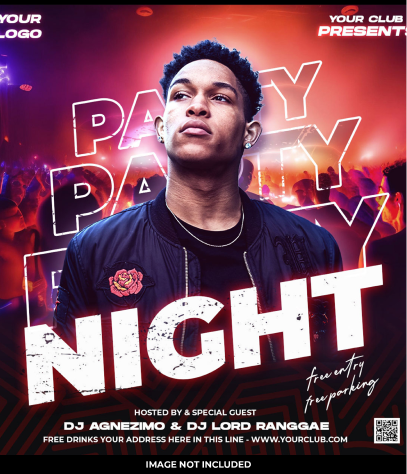 YOUR
LOGO
YOUR CLUB
PRESENTS
PARTY
PARTY
PARTY
NIGHT
free entry
free parking
HOSTED BY & SPECIAL GUEST
DJ AGNEZIMO & DJ LORD RANGGAE
FREE DRINKS YOUR ADDRESS HERE IN THIS LINE - WWW.YOURCLUB.COM
IMAGE NOT INCLUDED